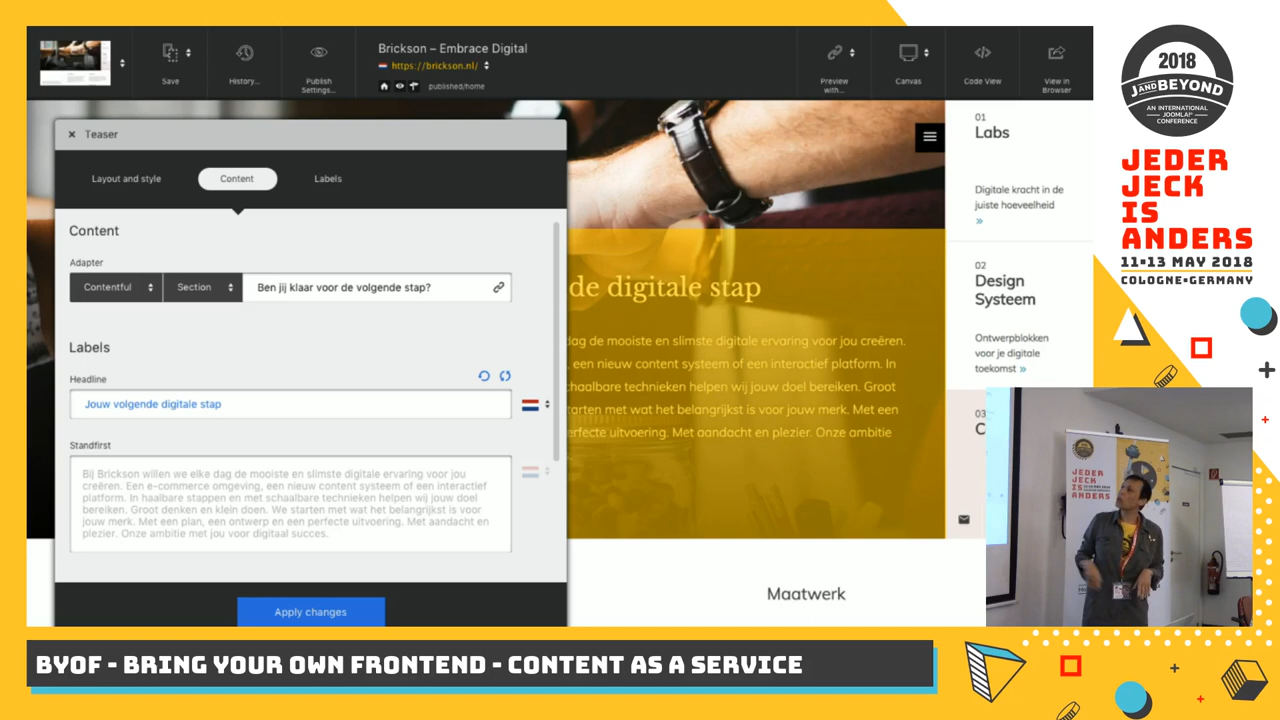 Save
History...
Publish
Settings...
Brickson – Embrace Digital
https://brickson.nl/
published/home
Preview
with...
Canvas
Code View
View in
Browser
Teaser
Layout and style
Content
Labels
Content
Adapter
Contentful
Section
Ben jij klaar voor de volgende stap?
Labels
Headline
Jouw volgende digitale stap
Standfirst
Bij Brickson willen we elke dag de mooiste en slimste digitale ervaring voor jou
creëren. Een e-commerce omgeving, een nieuw content systeem of een interactief
platform. In haalbare stappen en met schaalbare technieken helpen wij jouw doel
bereiken. Groot denken en klein doen. We starten met wat het belangrijkst is voor
jouw merk. Met een plan, een ontwerp en een perfecte uitvoering. Met aandacht en
plezier. Onze ambitie met jou voor digitaal succes.
Apply changes
de digitale stap
dag de mooiste en slimste digitale ervaring voor jou creëren.
, een nieuw content systeem of een interactief platform. In
chaalbare technieken helpen wij jouw doel bereiken. Groot
tarten met wat het belangrijkst is voor jouw merk. Met een
perfecte uitvoering. Met aandacht en plezier. Onze ambitie
Maatwerk
01
Labs
Digitale kracht in de
juiste hoeveelheid
»
02
Design
Systeem
Ontwerpblokken
voor je digitale
toekomst »
03
C
2018
J AND BEYOND
AN INTERNATIONAL
JOOMLA!®
CONFERENCE
JEDER
JECK
IS
ANDERS
11-13 MAY 2018
COLOGNE-GERMANY
JEDER
JECK
IS
ANDERS
BYOF - BRING YOUR OWN FRONTEND - CONTENT AS A SERVICE